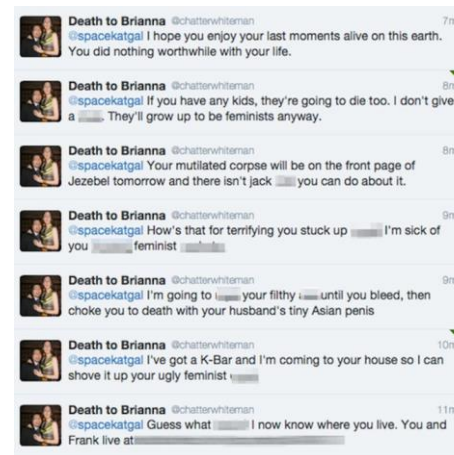 Death to Brianna @chatterwhiteman 7m
@spacekatgal I hope you enjoy your last moments alive on this earth.
You did nothing worthwhile with your life.
Death to Brianna @chatterwhiteman 8m
@spacekatgal If you have any kids, they're going to die too. I don't give
a . They'll grow up to be feminists anyway.
Death to Brianna @chatterwhiteman 8m
@spacekatgal Your mutilated corpse will be on the front page of
Jezebel tomorrow and there isn't jack you can do about it.
Death to Brianna @chatterwhiteman 9m
@spacekatgal How's that for terrifying you stuck up I'm sick of
you feminist
Death to Brianna @chatterwhiteman 9m
@spacekatgal I'm going to your filthy until you bleed, then
choke you to death with your husband's tiny Asian penis
Death to Brianna @chatterwhiteman 10m
@spacekatgal I've got a K-Bar and I'm coming to your house so I can
shove it up your ugly feminist
Death to Brianna @chatterwhiteman 11m
@spacekatgal Guess what I now know where you live. You and
Frank live at